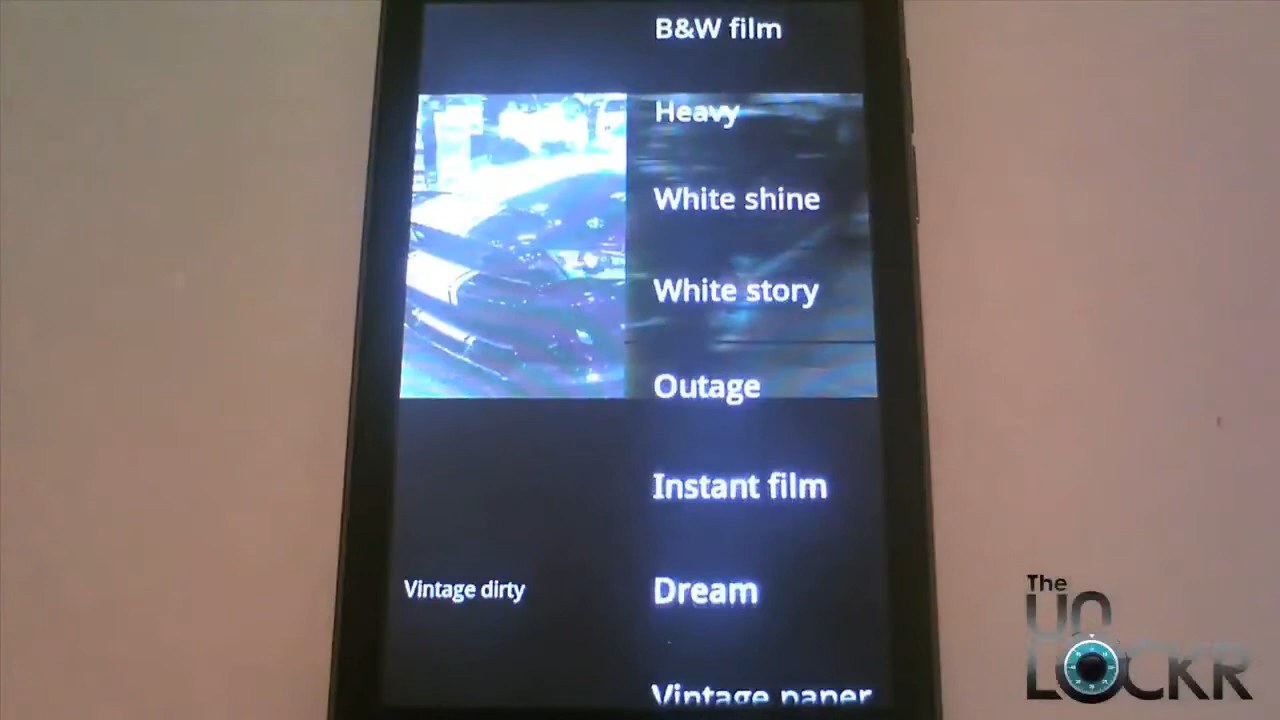 B&W film
Heavy
White shine
White story
Outage
Instant film
Vintage dirty
Dream
Vintage paper
The
UN
LOCKR